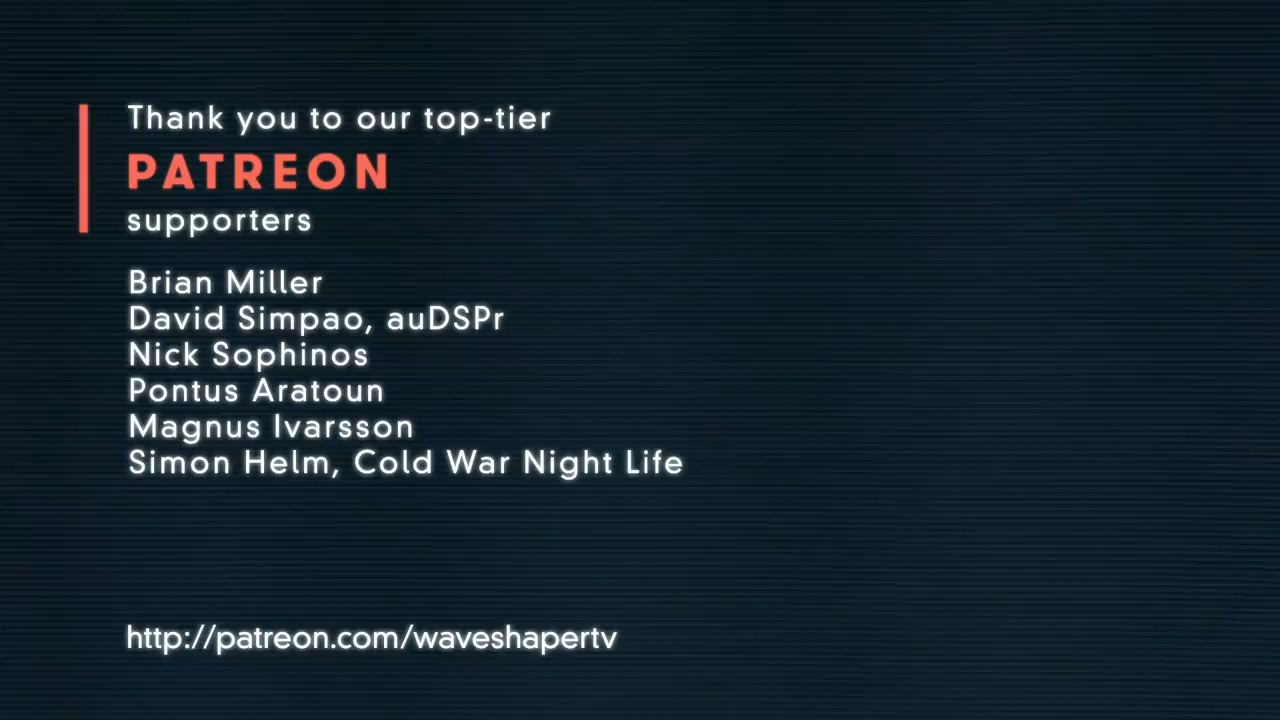 Thank you to our top-tier
PATREON
supporters
Brian Miller
David Simpao, auDSPr
Nick Sophinos
Pontus Aratoun
Magnus Ivarsson
Simon Helm, Cold War Night Life
http://patreon.com/waveshapertv